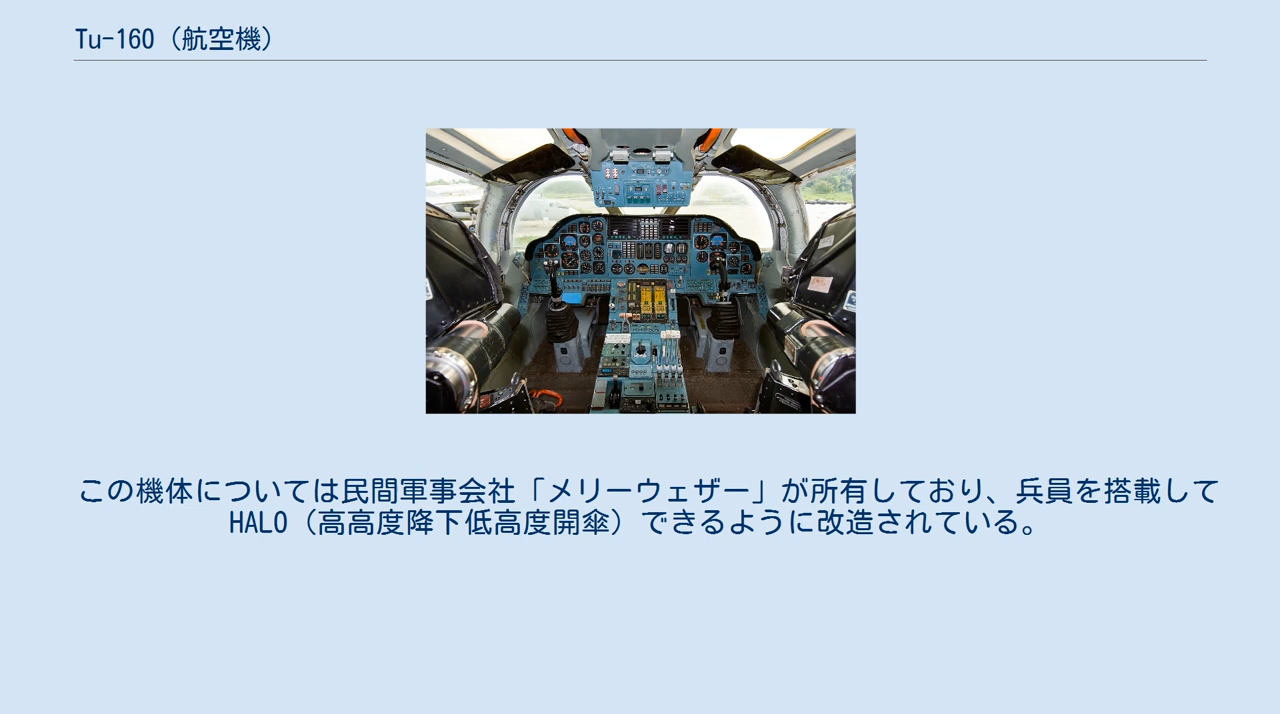 Tu-160（航空機）
この機体については民間軍事会社「メリーウェザー」が所有しており、兵員を搭載して
HALO（高高度降下低高度開傘）できるように改造されている。